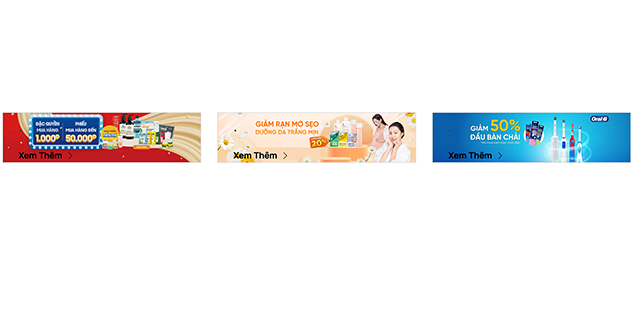 ĐẶC QUYỀN
MUA HÀNG
1.000Đ
PHIẾU
MUA HÀNG ĐẾN
50.000Đ
Xem Thêm
GIẢM RẠN MỜ SẸO
DƯỠNG DA TRẮNG MỊN
20%
Xem Thêm
Oral-B
GIẢM 50%
ĐẦU BÀN CHẢI
Xem Thêm